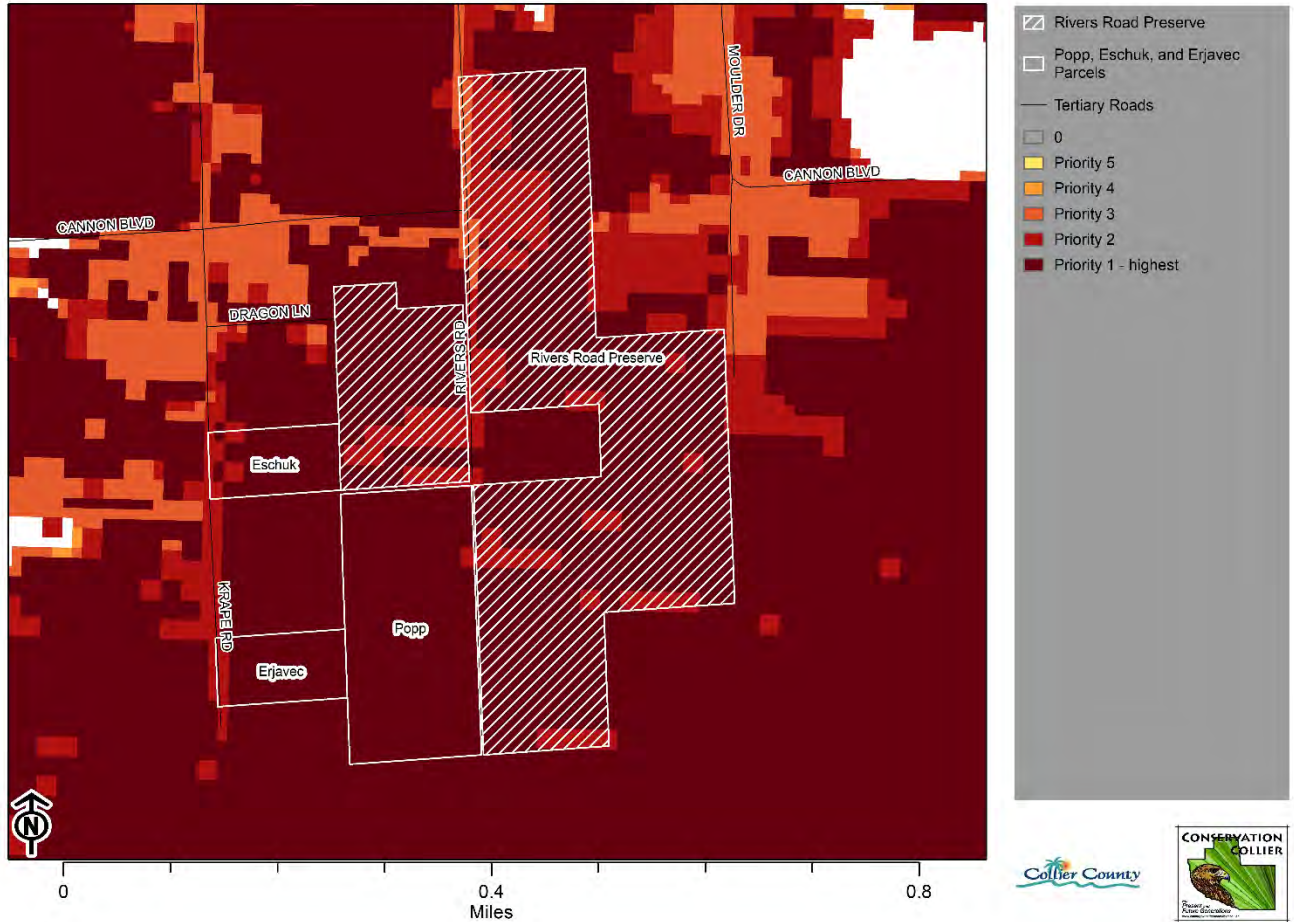 MOULDER DR
CANNON BLVD
CANNON BLVD
DRAGON LN
RIVERS RD
Rivers Road Preserve
Eschuk
KRAPE RD
Popp
Erjavec
N
0
0.4
0.8
Miles
Rivers Road Preserve
Popp, Eschuk, and Erjavec
Parcels
Tertiary Roads
0
Priority 5
Priority 4
Priority 3
Priority 2
Priority 1 - highest
Collier County
CONSERVATION
COLLIER
Future Generations